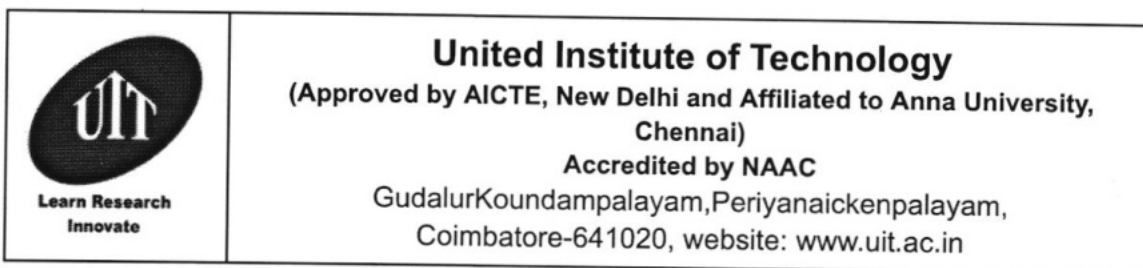 UIT
Learn Research
Innovate
United Institute of Technology
(Approved by AICTE, New Delhi and Affiliated to Anna University,
Chennai)
Accredited by NAAC
GudalurKoundampalayam,Periyanaickenpalayam,
Coimbatore-641020, website: www.uit.ac.in